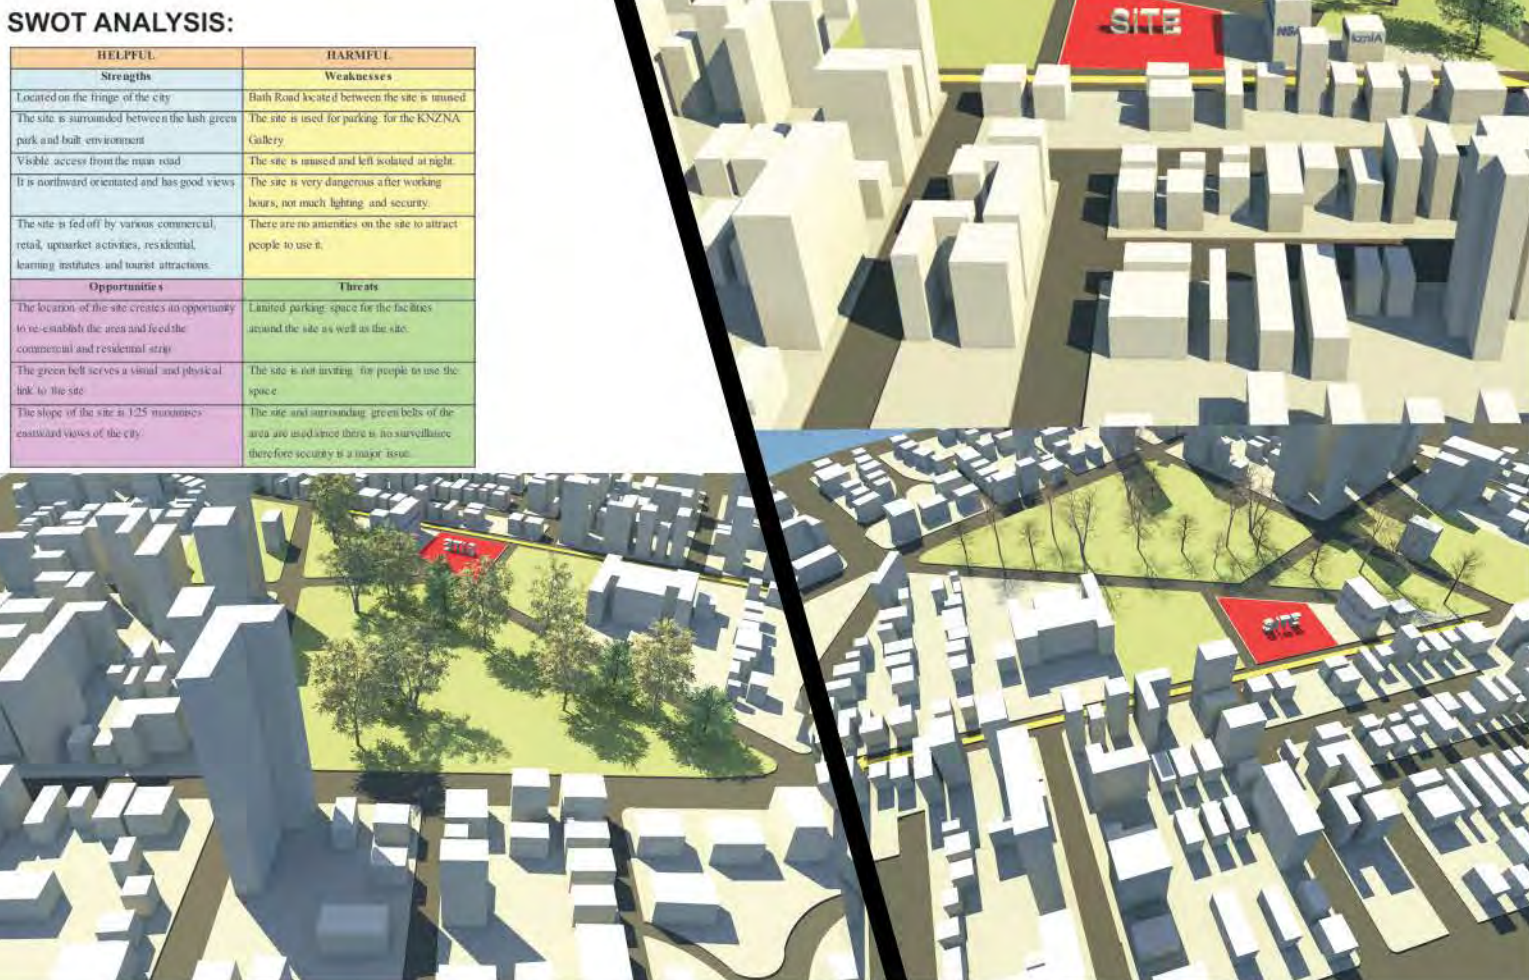 SWOT ANALYSIS:
HELPFUL
HARMFUL
Strengths
Weaknesses
Located on the fringe of the city
Bath Road located between the site is unused
The site is surrounded between the lush green
park and built environment
The site is used for parking for the KNZNA
Gallery
Visible access from the main road
The site is unused and left isolated at night.
It is northward orientated and has good views
The site is very dangerous after working
hours, not much lighting and security.
The site is fed off by various commercial,
retail, upmarket activities, residential,
learning institutes and tourist attractions.
There are no amenities on the site to attract
people to use it.
Opportunities
Threats
The location of the site creates an opportunity
to re-establish the area and feed the
commercial and residential strip
Limited parking space for the facilities
around the site as well as the site.
The green belt serves a visual and physical
link to the site
The site is not inviting for people to use the
space
The slope of the site is 1:25 maximises
eastward views of the city
The site and surrounding green belts of the
area are used since there is no surveillance
therefore security is a major issue.
SITE
NSA
kznIA
SITE
SITE